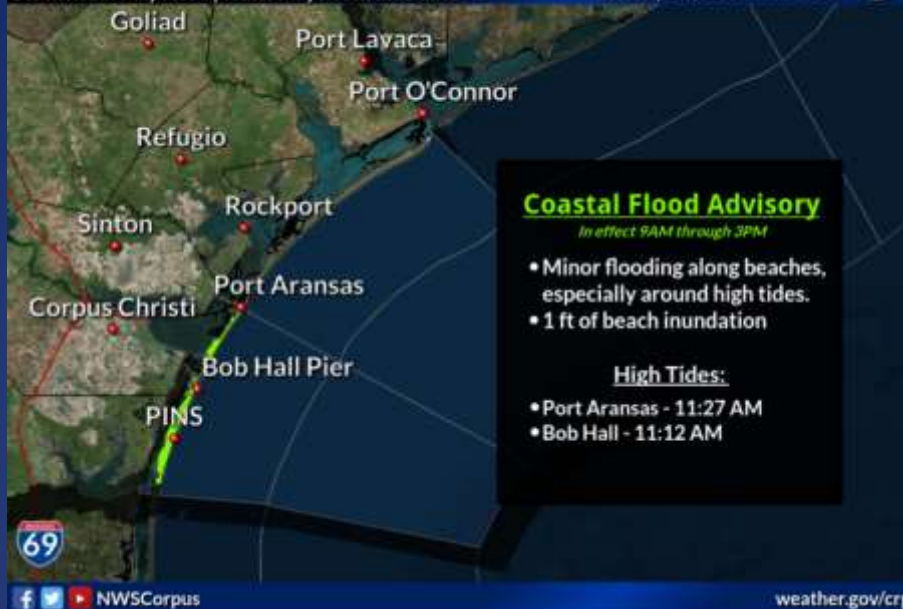 Goliad
Port Lavaca
Port O'Connor
Refugio
Sinton
Rockport
Port Aransas
Corpus Christi
Bob Hall Pier
PINS
Coastal Flood Advisory
In effect 9AM through 3PM
• Minor flooding along beaches,
especially around high tides.
• 1 ft of beach inundation
High Tides:
• Port Aransas - 11:27 AM
• Bob Hall - 11:12 AM
69
NWSCorpus
weather.gov/crp